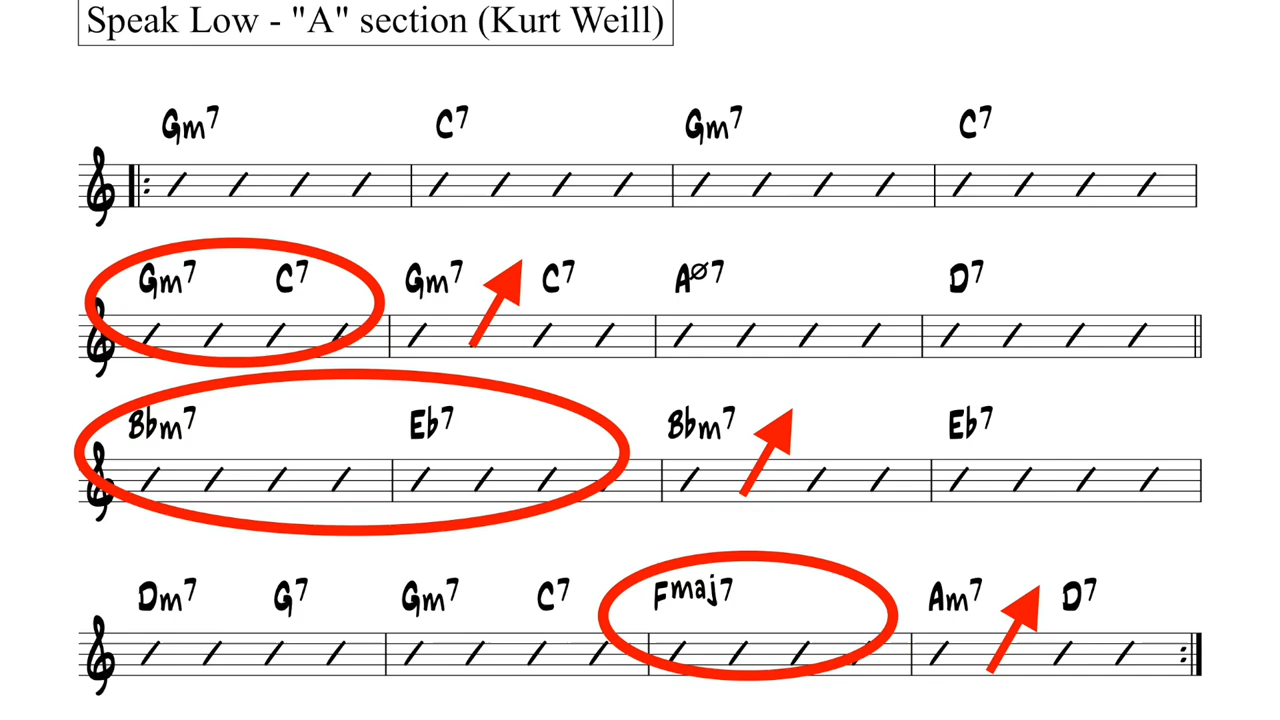 Speak Low - "A" section (Kurt Weill)
Gm7 C7 Gm7 C7
Gm7 C7 Gm7 C7 Aø7 D7
Bbm7 Eb7 Bbm7 Eb7
Dm7 G7 Gm7 C7 Fmaj7 Am7 D7